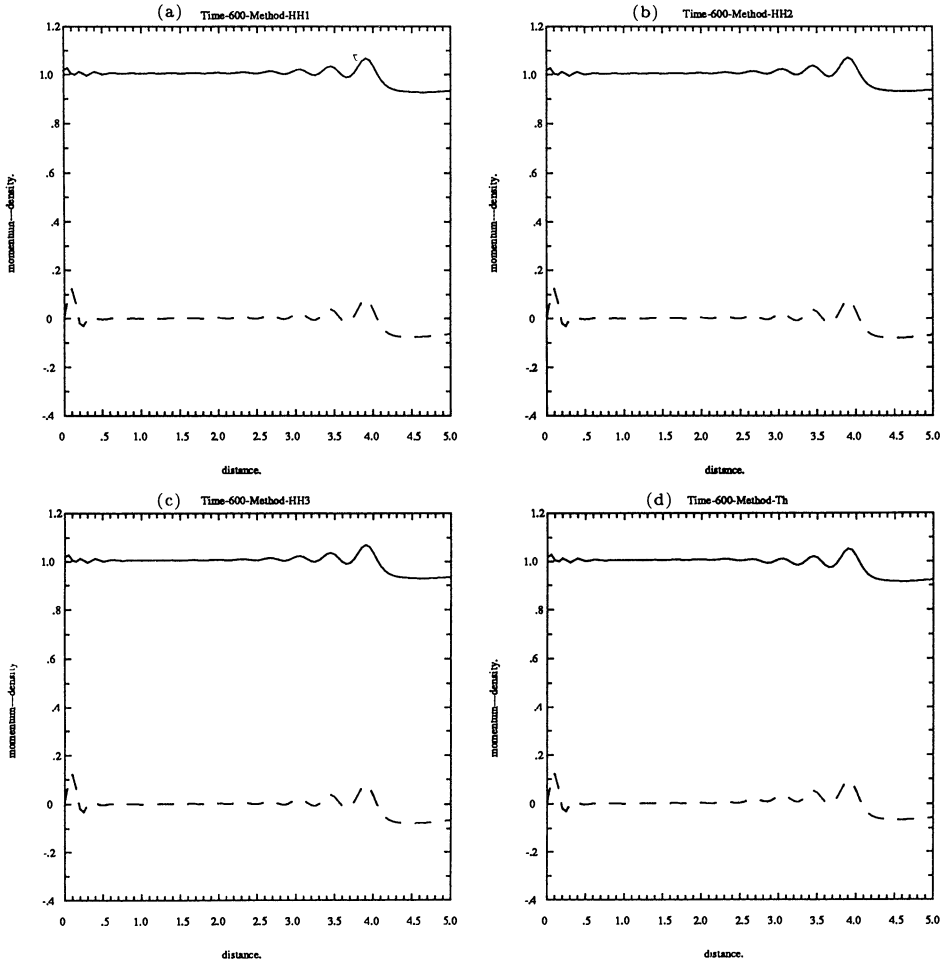 (a) Time-600-Method-HH1
1.2
1.0
.8
.6
.4
.2
0
-.2
-.4
momentun---density.
0 .5 1.0 1.5 2.0 2.5 3.0 3.5 4.0 4.5 5.0
distance.
(b) Time-600-Method-HH2
1.2
1.0
.8
.6
.4
.2
0
-.2
-.4
momentum---density.
0 .5 1.0 1.5 2.0 2.5 3.0 3.5 4.0 4.5 5.0
distance.
(c) Time-600-Method-HH3
1.2
1.0
.8
.6
.4
.2
0
-.2
-.4
momentum---density
0 .5 1.0 1.5 2.0 2.5 3.0 3.5 4.0 4.5 5.0
distance.
(d) Time-600-Method-Th
1.2
1.0
.8
.6
.4
.2
0
-.2
-.4
momentum---density.
0 .5 1.0 1.5 2.0 2.5 3.0 3.5 4.0 4.5 5.0
distance.